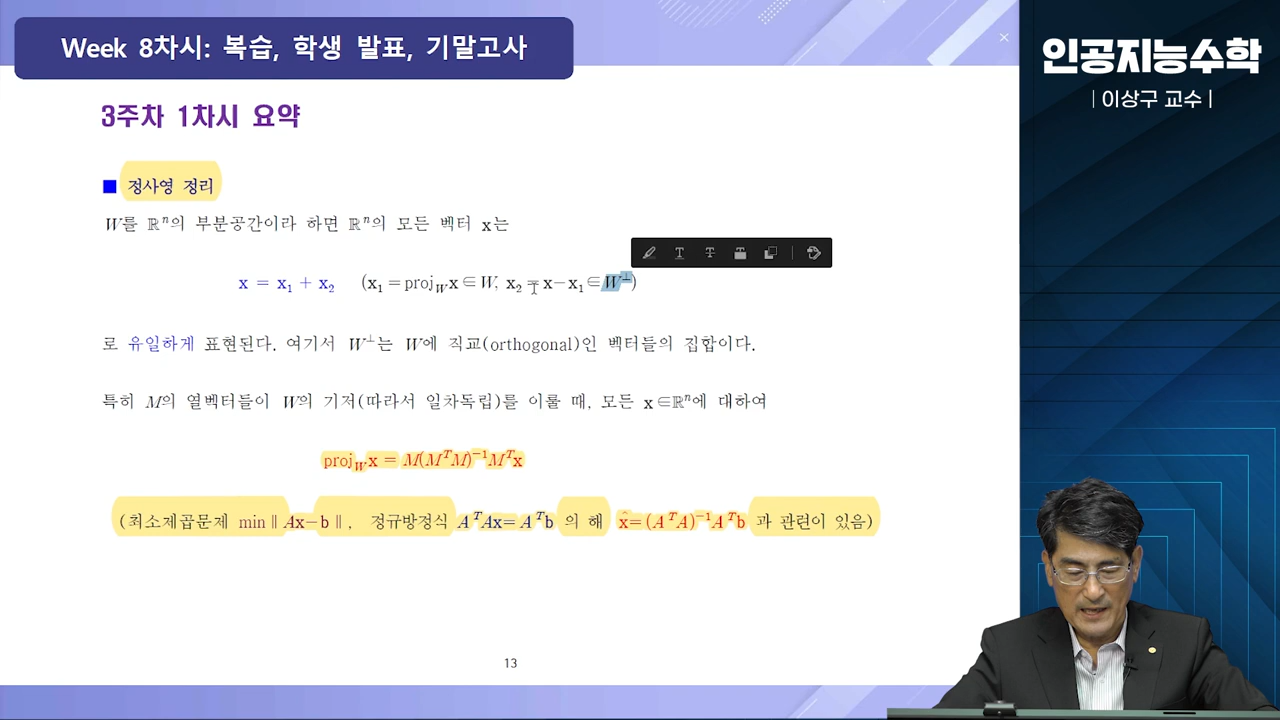 Week 8차시: 복습, 학생 발표, 기말고사
인공지능수학
| 이상구 교수 |
3주차 1차시 요약
■ 정사영 정리
W를 ℝⁿ의 부분공간이라 하면 ℝⁿ의 모든 벡터 x는
x = x₁ + x₂ (x₁ = proj_W x ∈ W, x₂ = x − x₁ ∈ W^⊥)
로 유일하게 표현된다. 여기서 W^⊥는 W에 직교(orthogonal)인 벡터들의 집합이다.
특히 M의 열벡터들이 W의 기저(따라서 일차독립)를 이룰 때, 모든 x∈ℝⁿ에 대하여
proj_W x = M(MᵀM)⁻¹Mᵀx
(최소제곱문제 min‖Ax−b‖, 정규방정식 AᵀAx=Aᵀb 의 해 x̂=(AᵀA)⁻¹Aᵀb 과 관련이 있음)
13